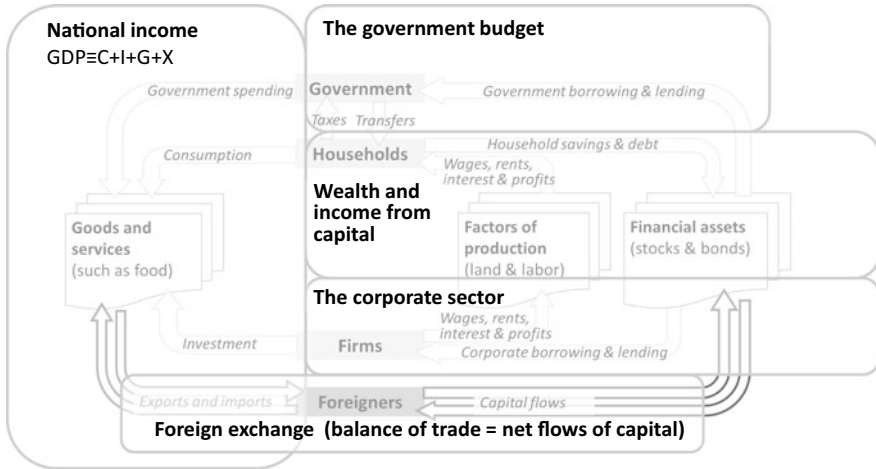 National income
GDP≡C+I+G+X
The government budget
Government
Government spending
Government borrowing & lending
Taxes Transfers
Households
Consumption
Household savings & debt
Wages, rents,
interest & profits
Wealth and
income from
capital
Goods and
services
(such as food)
Factors of
production
(land & labor)
Financial assets
(stocks & bonds)
The corporate sector
Wages, rents,
interest & profits
Investment
Firms
Corporate borrowing & lending
Exports and imports
Foreigners
Capital flows
Foreign exchange (balance of trade = net flows of capital)